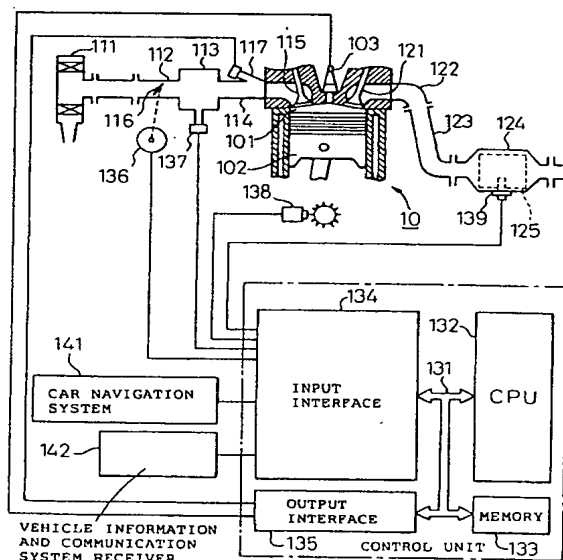 111
112
113
117
115
103
121
122
116
114
123
124
101
136
137
102
138
10
139
125
134
132
141
131
CAR NAVIGATION
SYSTEM
INPUT
INTERFACE
CPU
142
OUTPUT
INTERFACE
MEMORY
VEHICLE INFORMATION
AND COMMUNICATION
SYSTEM RECEIVER
135
CONTROL UNIT
133